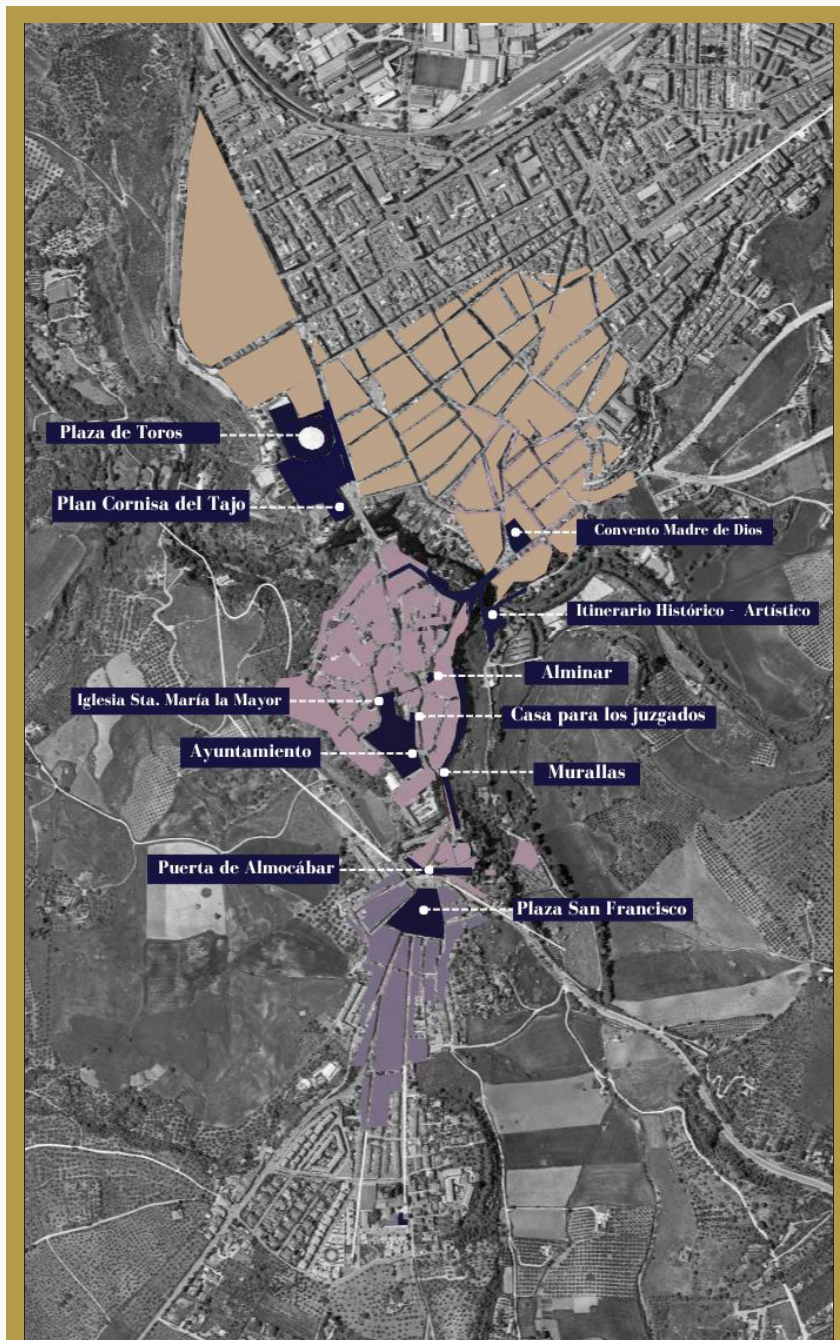 Plaza de Toros
Plan Cornisa del Tajo
Convento Madre de Dios
Itinerario Histórico - Artístico
Alminar
Iglesia Sta. María la Mayor
Casa para los juzgados
Ayuntamiento
Murallas
Puerta de Almocábar
Plaza San Francisco